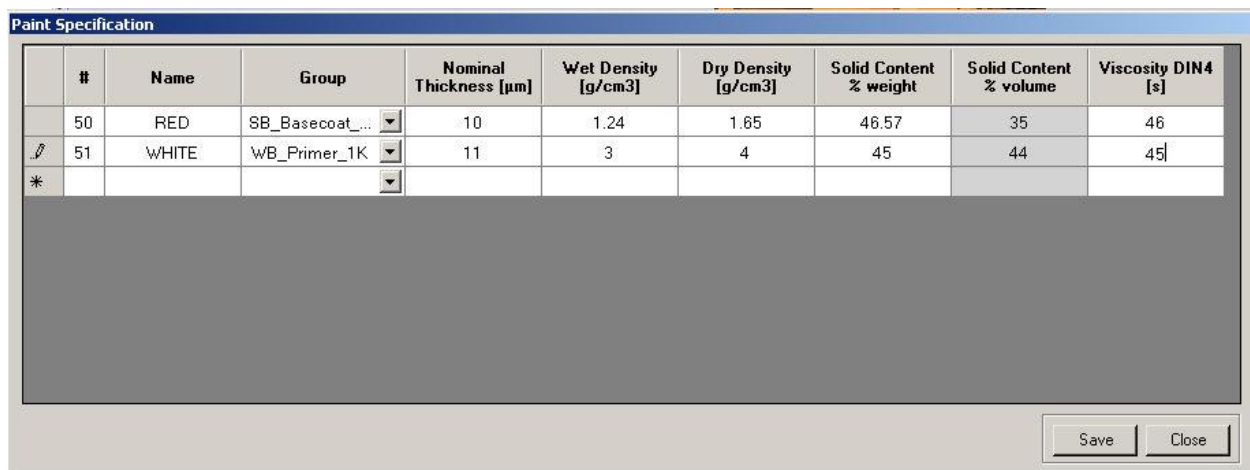 Paint Specification
# Name Group Nominal Thickness [µm] Wet Density [g/cm3] Dry Density [g/cm3] Solid Content % weight Solid Content % volume Viscosity DIN4 [s]
50 RED SB_Basecoat_... 10 1.24 1.65 46.57 35 46
51 WHITE WB_Primer_1K 11 3 4 45 44 45
*
Save Close